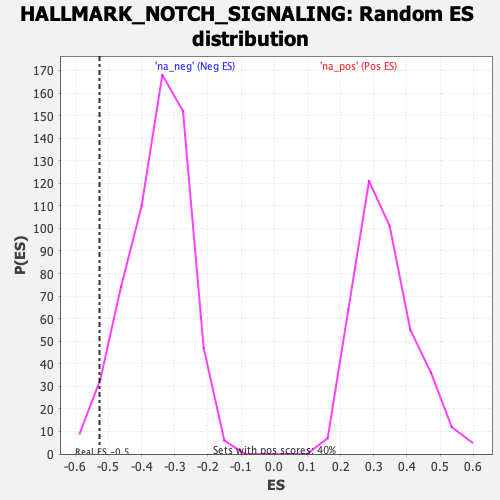 HALLMARK_NOTCH_SIGNALING: Random ES
distribution
'na_neg' (Neg ES)
'na_pos' (Pos ES)
170
160
150
140
130
120
110
100
90
80
70
60
50
40
30
20
10
0
P(ES)
Real ES -0.5
Sets with pos scores: 40%
-0.6 -0.5 -0.4 -0.3 -0.2 -0.1 0.0 0.1 0.2 0.3 0.4 0.5 0.6
ES